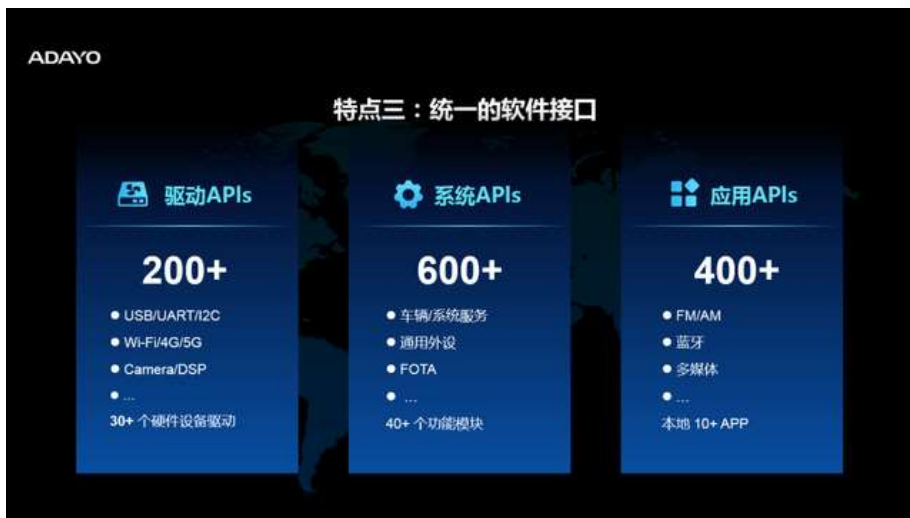 ADAYO
特点三：统一的软件接口
驱动APIs
200+
● USB/UART/I2C
● Wi-Fi/4G/5G
● Camera/DSP
● ...
30+ 个硬件设备驱动
系统APIs
600+
● 车辆/系统服务
● 通用外设
● FOTA
● ...
40+ 个功能模块
应用APIs
400+
● FM/AM
● 蓝牙
● 多媒体
● ...
本地 10+ APP